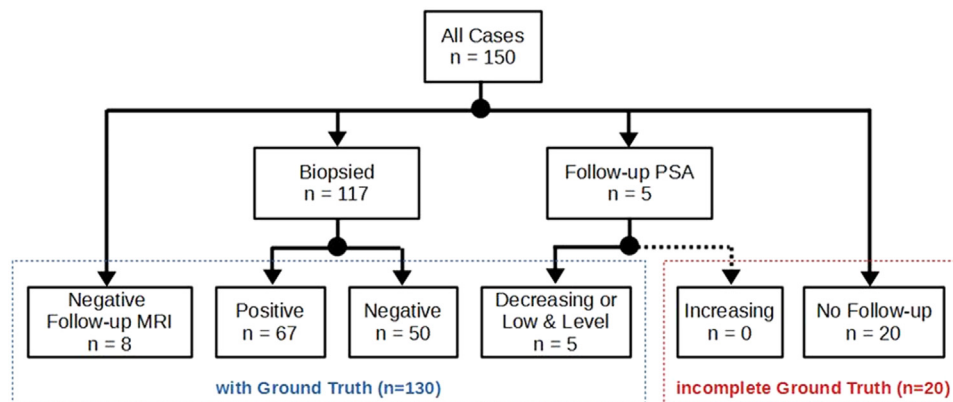 All Cases
n = 150
Biopsied
n = 117
Follow-up PSA
n = 5
Negative
Follow-up MRI
n = 8
Positive
n = 67
Negative
n = 50
Decreasing or
Low & Level
n = 5
Increasing
n = 0
No Follow-up
n = 20
with Ground Truth (n=130)
incomplete Ground Truth (n=20)